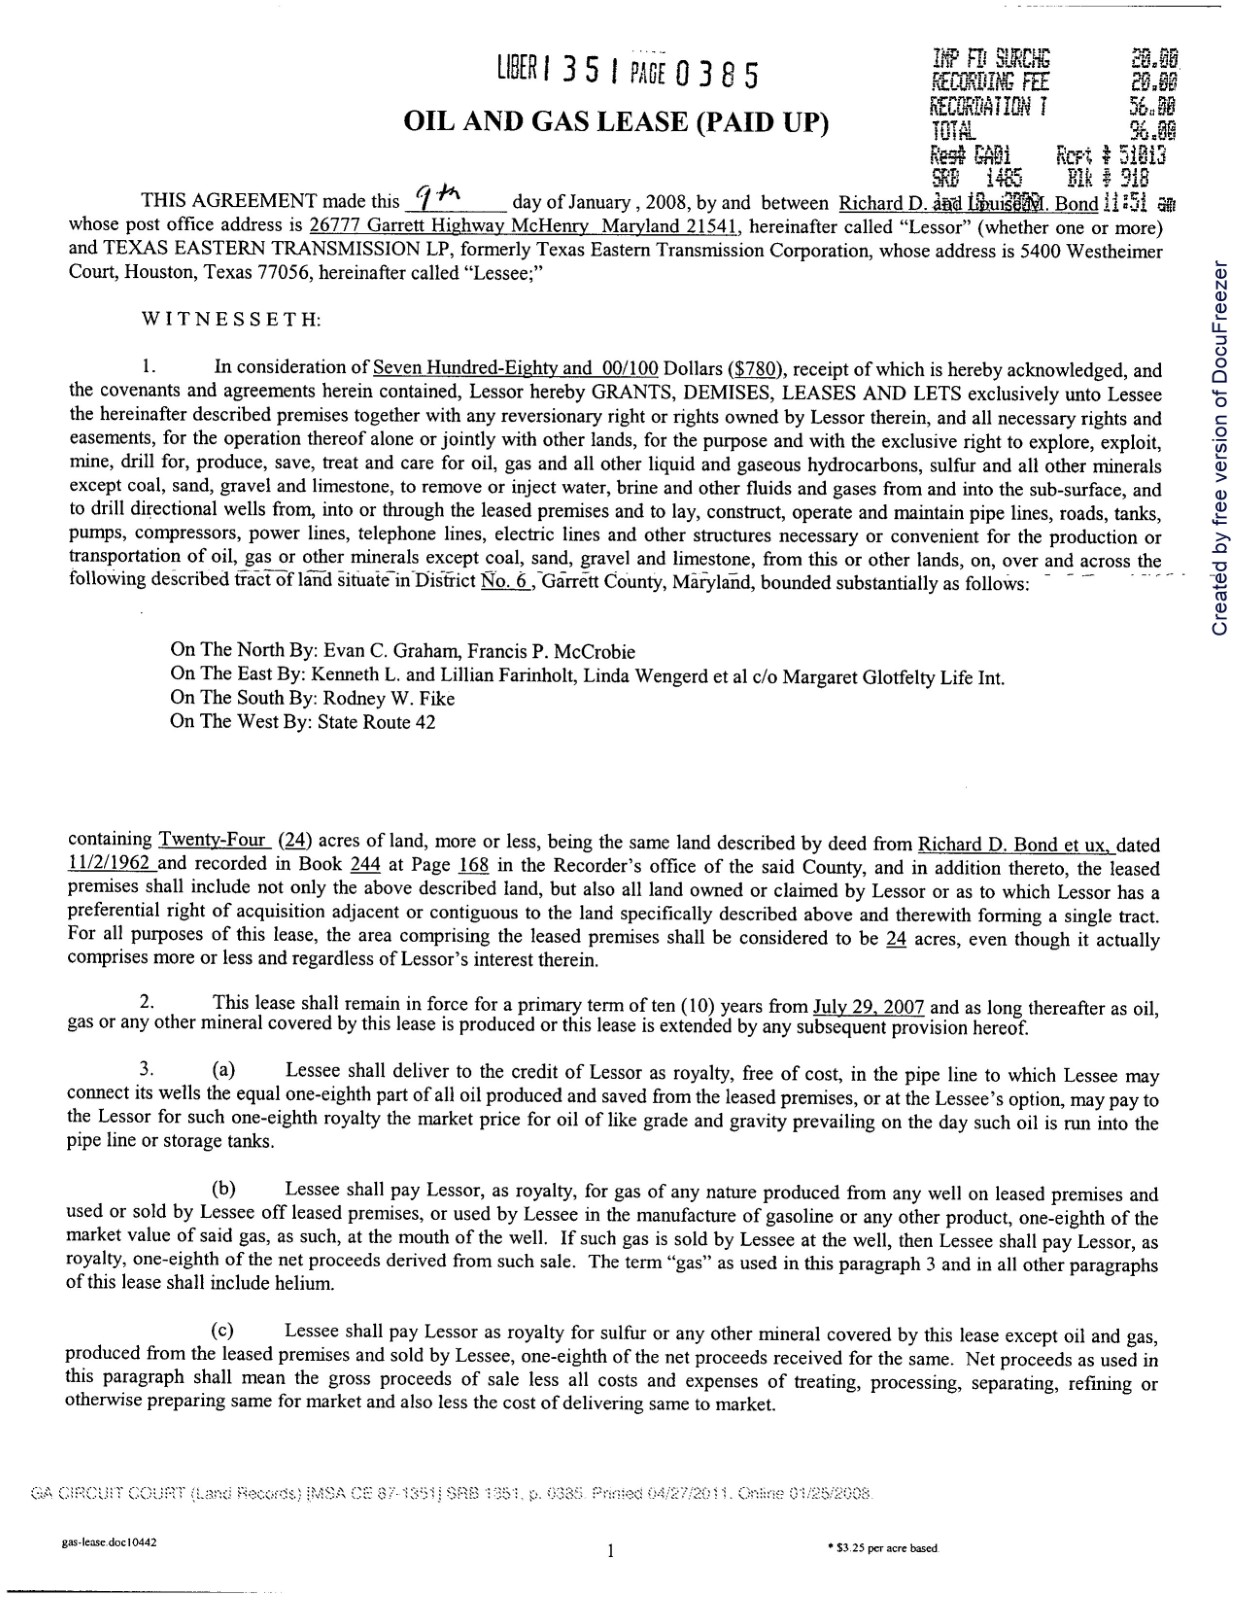 LIBER 1351 PAGE 0385
IMP FD SURCHG 20.00
RECORDING FEE 20.00
RECORDATION T 56.00
TOTAL 96.00
Reg# GA01 Rcpt # 51813
SRB 1485 Blk # 918
11:51 am
OIL AND GAS LEASE (PAID UP)
THIS AGREEMENT made this 9th day of January , 2008, by and between Richard D. and Louise M. Bond
whose post office address is 26777 Garrett Highway McHenry Maryland 21541, hereinafter called “Lessor” (whether one or more)
and TEXAS EASTERN TRANSMISSION LP, formerly Texas Eastern Transmission Corporation, whose address is 5400 Westheimer
Court, Houston, Texas 77056, hereinafter called “Lessee;”
WITNESSETH:
1. In consideration of Seven Hundred-Eighty and 00/100 Dollars ($780), receipt of which is hereby acknowledged, and
the covenants and agreements herein contained, Lessor hereby GRANTS, DEMISES, LEASES AND LETS exclusively unto Lessee
the hereinafter described premises together with any reversionary right or rights owned by Lessor therein, and all necessary rights and
easements, for the operation thereof alone or jointly with other lands, for the purpose and with the exclusive right to explore, exploit,
mine, drill for, produce, save, treat and care for oil, gas and all other liquid and gaseous hydrocarbons, sulfur and all other minerals
except coal, sand, gravel and limestone, to remove or inject water, brine and other fluids and gases from and into the sub-surface, and
to drill directional wells from, into or through the leased premises and to lay, construct, operate and maintain pipe lines, roads, tanks,
pumps, compressors, power lines, telephone lines, electric lines and other structures necessary or convenient for the production or
transportation of oil, gas or other minerals except coal, sand, gravel and limestone, from this or other lands, on, over and across the
following described tract of land situate in District No. 6 , Garrett County, Maryland, bounded substantially as follows:
On The North By: Evan C. Graham, Francis P. McCrobie
On The East By: Kenneth L. and Lillian Farinholt, Linda Wengerd et al c/o Margaret Glotfelty Life Int.
On The South By: Rodney W. Fike
On The West By: State Route 42
containing Twenty-Four (24) acres of land, more or less, being the same land described by deed from Richard D. Bond et ux, dated
11/2/1962 and recorded in Book 244 at Page 168 in the Recorder’s office of the said County, and in addition thereto, the leased
premises shall include not only the above described land, but also all land owned or claimed by Lessor or as to which Lessor has a
preferential right of acquisition adjacent or contiguous to the land specifically described above and therewith forming a single tract.
For all purposes of this lease, the area comprising the leased premises shall be considered to be 24 acres, even though it actually
comprises more or less and regardless of Lessor’s interest therein.
2. This lease shall remain in force for a primary term of ten (10) years from July 29, 2007 and as long thereafter as oil,
gas or any other mineral covered by this lease is produced or this lease is extended by any subsequent provision hereof.
3. (a) Lessee shall deliver to the credit of Lessor as royalty, free of cost, in the pipe line to which Lessee may
connect its wells the equal one-eighth part of all oil produced and saved from the leased premises, or at the Lessee’s option, may pay to
the Lessor for such one-eighth royalty the market price for oil of like grade and gravity prevailing on the day such oil is run into the
pipe line or storage tanks.
(b) Lessee shall pay Lessor, as royalty, for gas of any nature produced from any well on leased premises and
used or sold by Lessee off leased premises, or used by Lessee in the manufacture of gasoline or any other product, one-eighth of the
market value of said gas, as such, at the mouth of the well. If such gas is sold by Lessee at the well, then Lessee shall pay Lessor, as
royalty, one-eighth of the net proceeds derived from such sale. The term “gas” as used in this paragraph 3 and in all other paragraphs
of this lease shall include helium.
(c) Lessee shall pay Lessor as royalty for sulfur or any other mineral covered by this lease except oil and gas,
produced from the leased premises and sold by Lessee, one-eighth of the net proceeds received for the same. Net proceeds as used in
this paragraph shall mean the gross proceeds of sale less all costs and expenses of treating, processing, separating, refining or
otherwise preparing same for market and also less the cost of delivering same to market.
GA CIRCUIT COURT (Land Records) [MSA CE 87-1351] SRB 1351, p. 0385. Printed 04/27/2011. Online 01/25/2008.
gas-lease.doc10442
1
* $3.25 per acre based
Created by free version of DocuFreezer